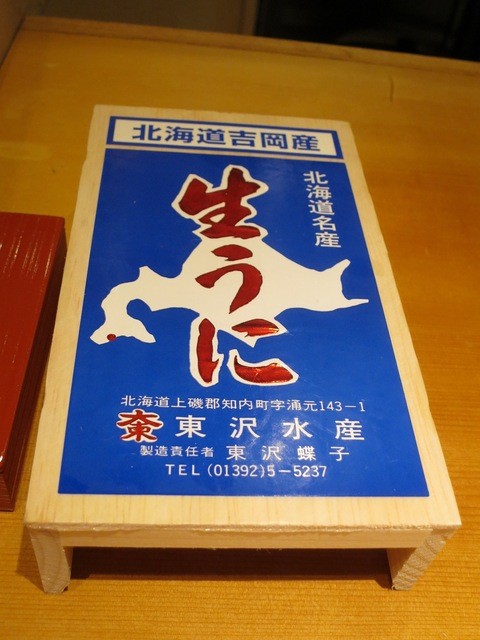 北海道吉岡産
北海道名産
生うに
北海道上磯郡知内町字涌元143-1
東沢水産
製造責任者 東沢蝶子
TEL (01392)5-5237